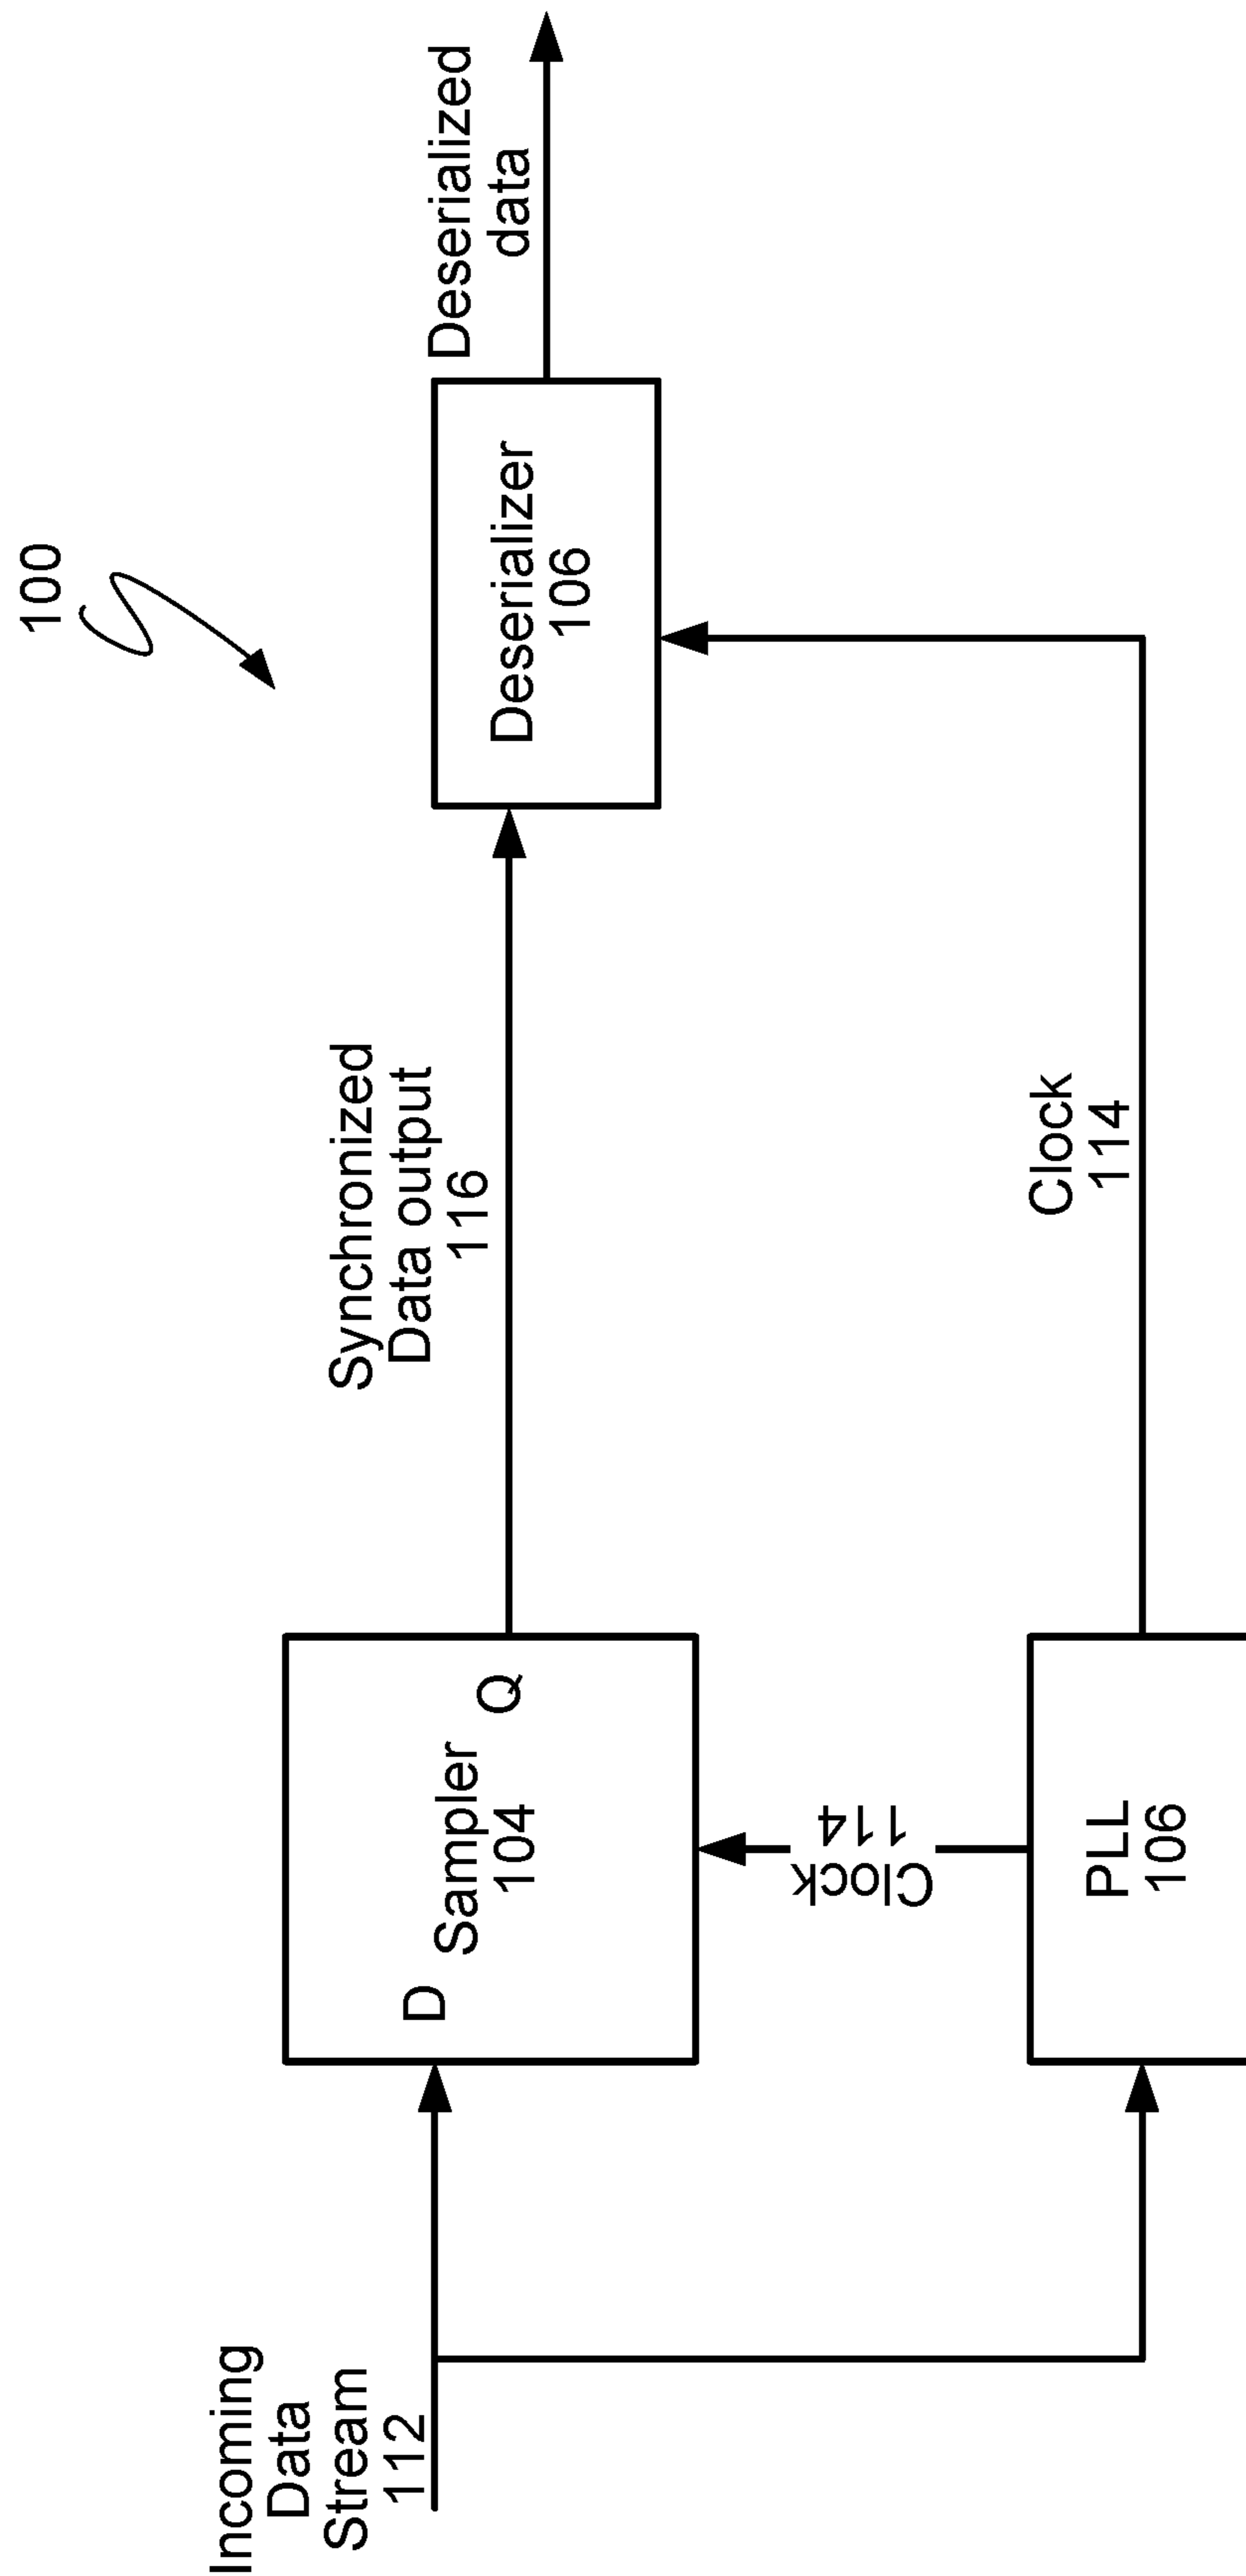 100
Incoming
Data
Stream
112
D
Sampler
104
Q
Synchronized
Data output
116
Deserializer
106
Deserialized
data
Clock
114
PLL
106
Clock
114